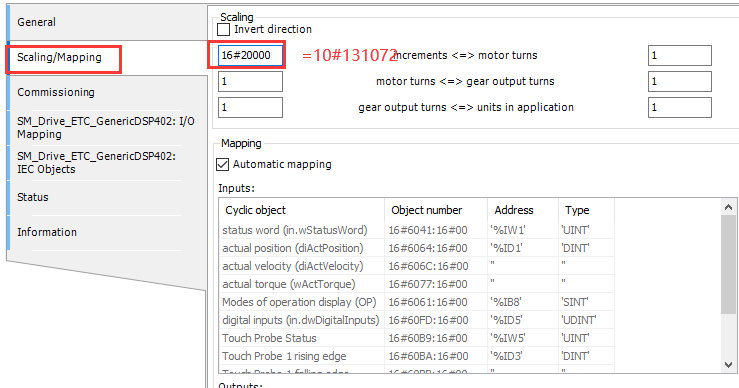 General
Scaling/Mapping
Commissioning
SM_Drive_ETC_GenericDSP402: I/O
Mapping
SM_Drive_ETC_GenericDSP402:
IEC Objects
Status
Information
Scaling
Invert direction
16#20000 =10#131072 increments <=> motor turns 1
1 motor turns <=> gear output turns 1
1 gear output turns <=> units in application 1
Mapping
Automatic mapping
Inputs:
Cyclic object Object number Address Type
status word (in.wStatusWord) 16#6041:16#00 '%IW1' 'UINT'
actual position (diActPosition) 16#6064:16#00 '%ID1' 'DINT'
actual velocity (diActVelocity) 16#606C:16#00 '' ''
actual torque (wActTorque) 16#6077:16#00 '' ''
Modes of operation display (OP) 16#6061:16#00 '%IB8' 'SINT'
digital inputs (in.dwDigitalInputs) 16#60FD:16#00 '%ID5' 'UDINT'
Touch Probe Status 16#60B9:16#00 '%IW5' 'UINT'
Touch Probe 1 rising edge 16#60BA:16#00 '%ID3' 'DINT'
Touch Probe 1 falling edge 16#60BB:16#00 '' ''
Outputs: